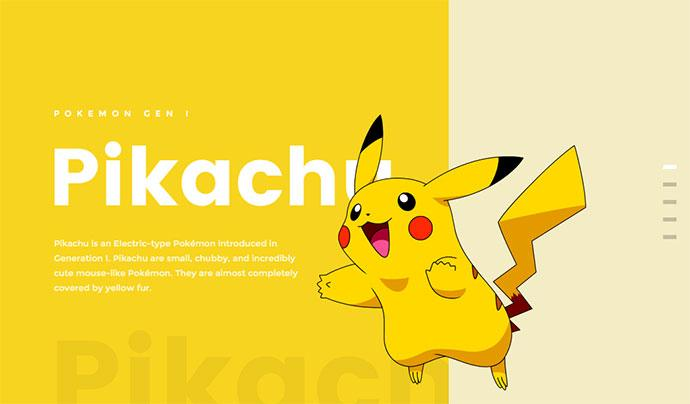 POKEMON GEN I
Pikachu
Pikachu is an Electric-type Pokémon introduced in
Generation I. Pikachu are small, chubby, and incredibly
cute mouse-like Pokémon. They are almost completely
covered by yellow fur.
Pikach